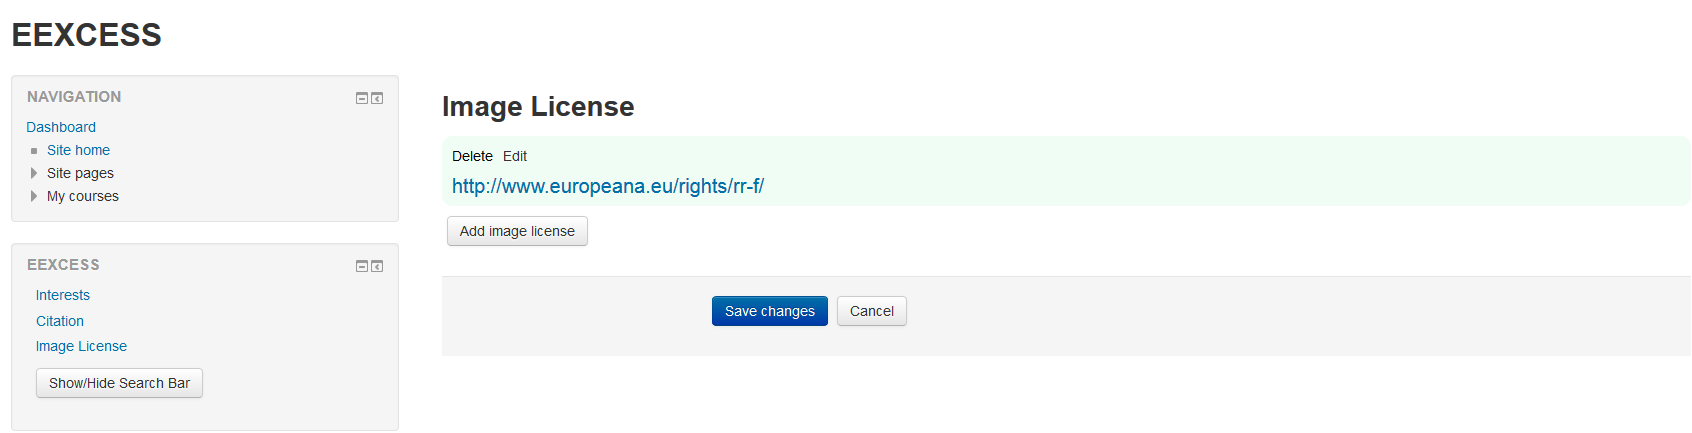 EEXCESS
NAVIGATION
Dashboard
Site home
Site pages
My courses
EEXCESS
Interests
Citation
Image License
Show/Hide Search Bar
Image License
Delete Edit
http://www.europeana.eu/rights/rr-f/
Add image license
Save changes Cancel